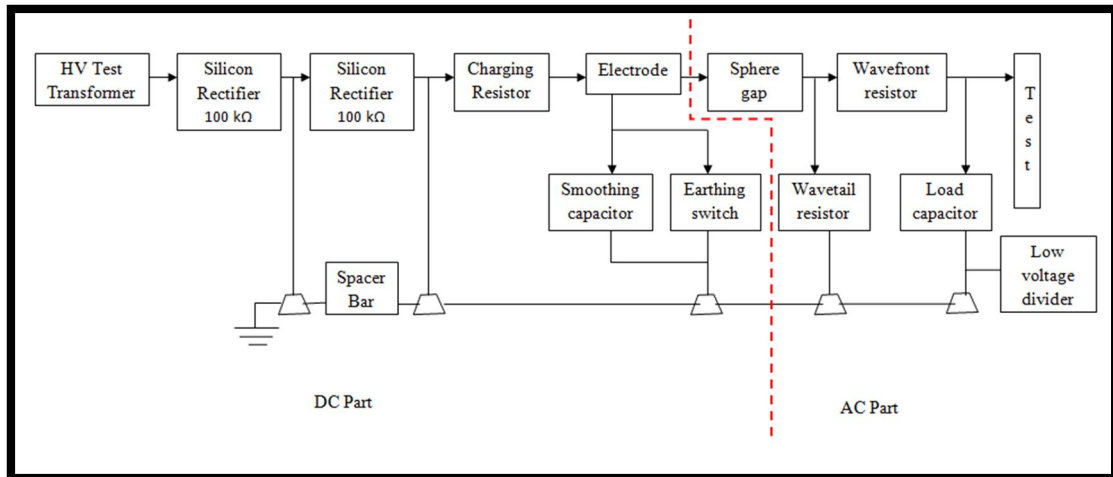 HV Test
Transformer
Silicon
Rectifier
100 kΩ
Silicon
Rectifier
100 kΩ
Charging
Resistor
Electrode
Sphere
gap
Wavefront
resistor
T
e
s
t
Smoothing
capacitor
Earthing
switch
Wavetail
resistor
Load
capacitor
Spacer
Bar
Low
voltage
divider
DC Part
AC Part